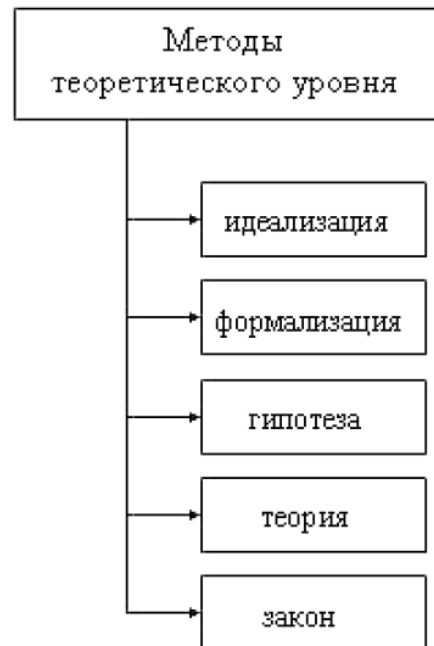 Методы
теоретического уровня
идеализация
формализация
гипотеза
теория
закон